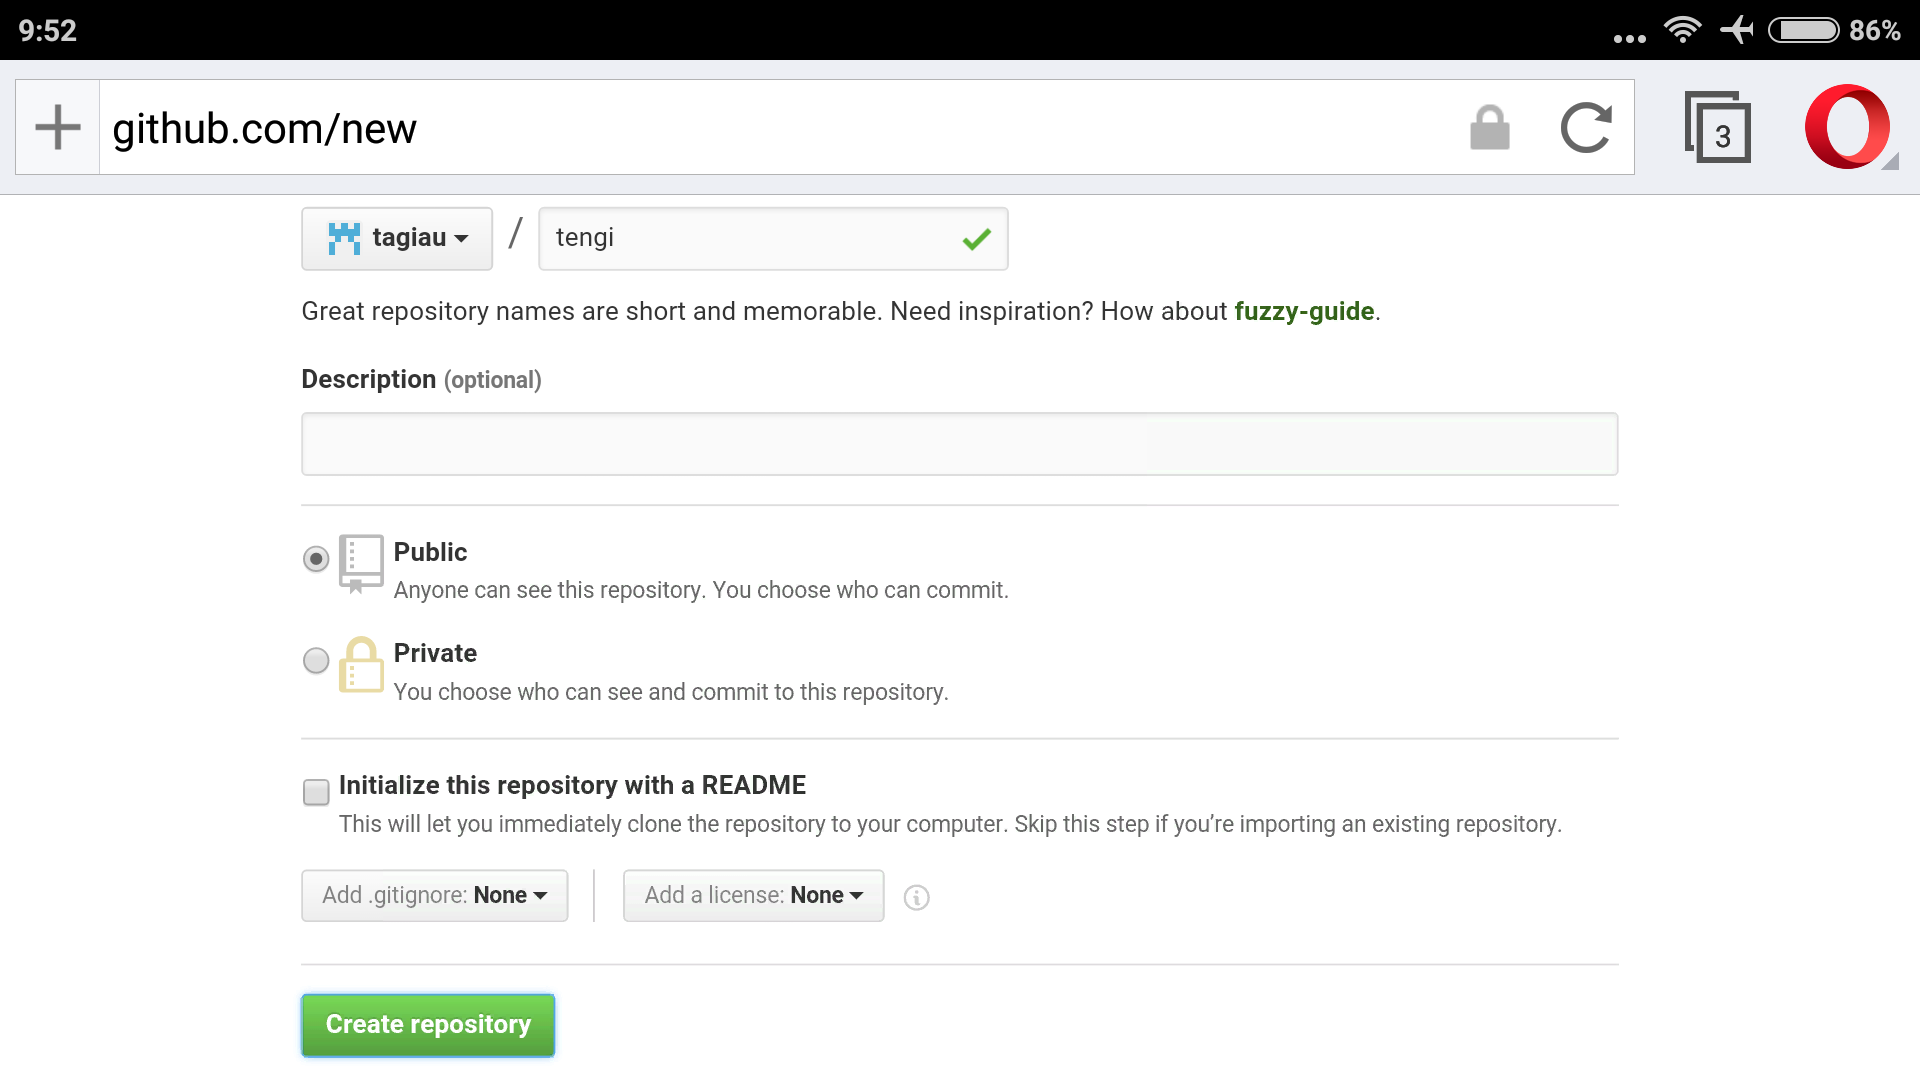 9:52
86%
github.com/new
3
tagiau / tengi
Great repository names are short and memorable. Need inspiration? How about fuzzy-guide.
Description (optional)
Public
Anyone can see this repository. You choose who can commit.
Private
You choose who can see and commit to this repository.
Initialize this repository with a README
This will let you immediately clone the repository to your computer. Skip this step if you’re importing an existing repository.
Add .gitignore: None
Add a license: None
Create repository